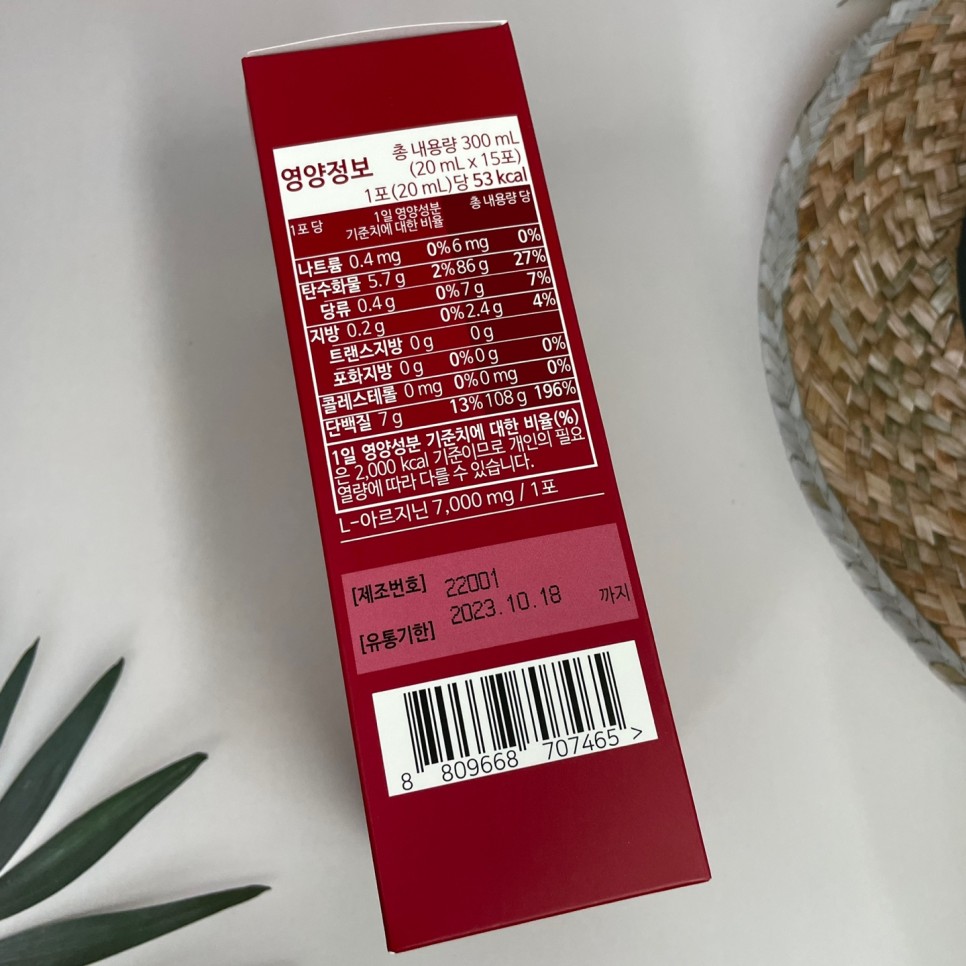 영양정보
총 내용량 300 mL
(20 mL x 15포)
1포(20 mL)당 53 kcal
1포당 1일 영양성분 기준치에 대한 비율 총 내용량 당
나트륨 0.4 mg 0% 6 mg 0%
탄수화물 5.7 g 2% 86 g 27%
당류 0.4 g 0% 7 g 7%
지방 0.2 g 0% 2.4 g 4%
트랜스지방 0 g 0 g
포화지방 0 g 0% 0 g 0%
콜레스테롤 0 mg 0% 0 mg 0%
단백질 7 g 13% 108 g 196%
1일 영양성분 기준치에 대한 비율(%)
은 2,000 kcal 기준이므로 개인의 필요
열량에 따라 다를 수 있습니다.
L-아르지닌 7,000 mg / 1포
[제조번호] 22001
[유통기한] 2023.10.18 까지
8 809668 707465 >